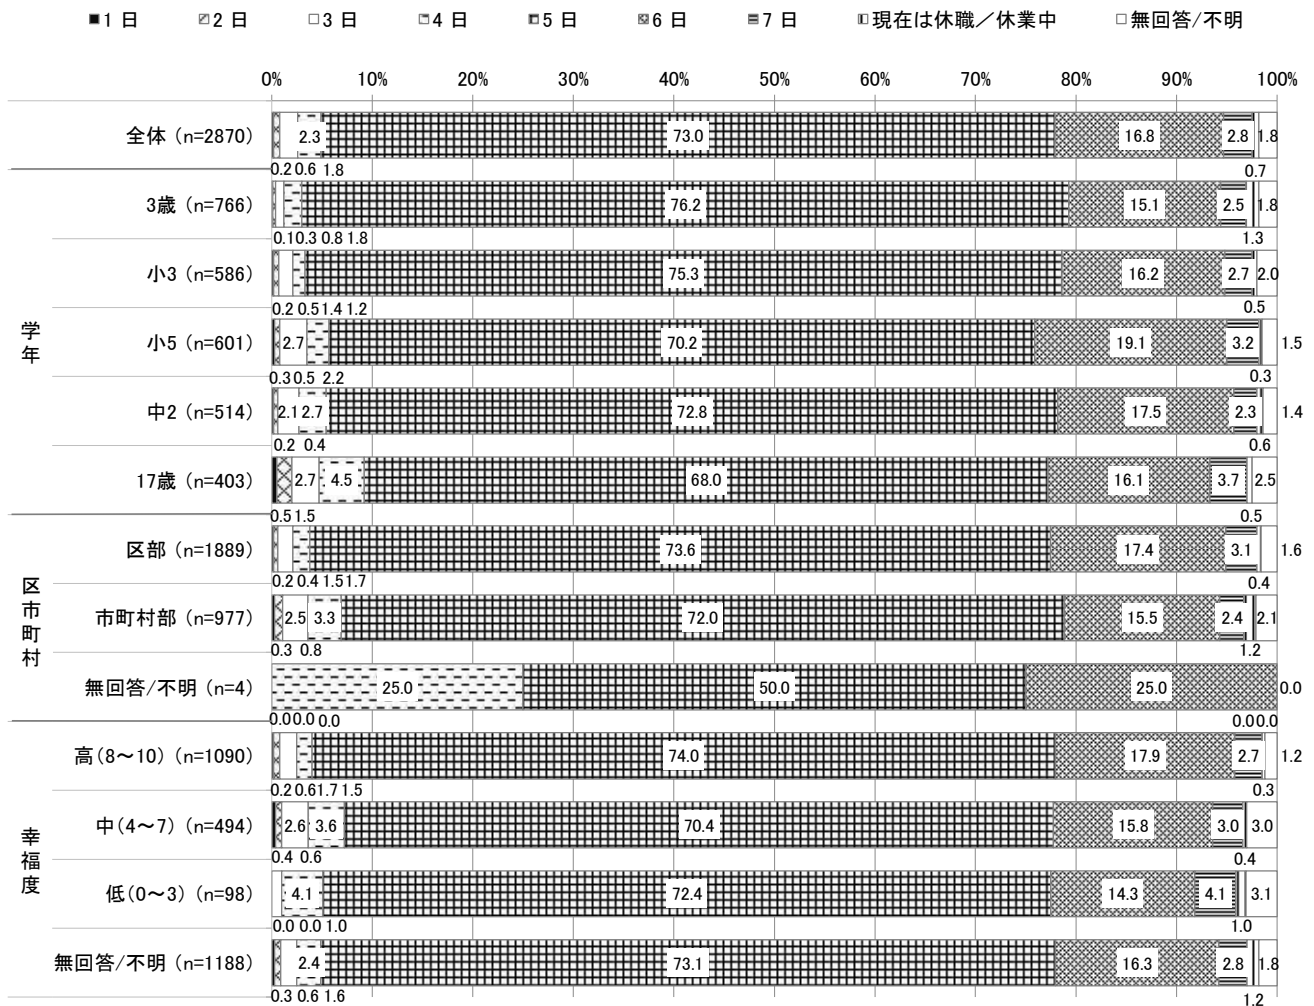 1 日 2 日 3 日 4 日 5 日 6 日 7 日 現在は休職／休業中 無回答/不明
0% 10% 20% 30% 40% 50% 60% 70% 80% 90% 100%
全体 (n=2870) 2.3 73.0 16.8 2.8 1.8
0.2 0.6 1.8 0.7
学年
3歳 (n=766) 76.2 15.1 2.5 1.8
0.1 0.3 0.8 1.8 1.3
小3 (n=586) 75.3 16.2 2.7 2.0
0.2 0.5 1.4 1.2 0.5
小5 (n=601) 2.7 70.2 19.1 3.2 1.5
0.3 0.5 2.2 0.3
中2 (n=514) 2.1 2.7 72.8 17.5 2.3 1.4
0.2 0.4 0.6
17歳 (n=403) 2.7 4.5 68.0 16.1 3.7 2.5
0.5 1.5 0.5
区市町村
区部 (n=1889) 73.6 17.4 3.1 1.6
0.2 0.4 1.5 1.7 0.4
市町村部 (n=977) 2.5 3.3 72.0 15.5 2.4 2.1
0.3 0.8 1.2
無回答/不明 (n=4) 25.0 50.0 25.0 0.0
0.0 0.0 0.0 0.0 0.0
幸福度
高(8～10) (n=1090) 74.0 17.9 2.7 1.2
0.2 0.6 1.7 1.5 0.3
中(4～7) (n=494) 2.6 3.6 70.4 15.8 3.0 3.0
0.4 0.6 0.4
低(0～3) (n=98) 4.1 72.4 14.3 4.1 3.1
0.0 0.0 1.0 1.0
無回答/不明 (n=1188) 2.4 73.1 16.3 2.8 1.8
0.3 0.6 1.6 1.2